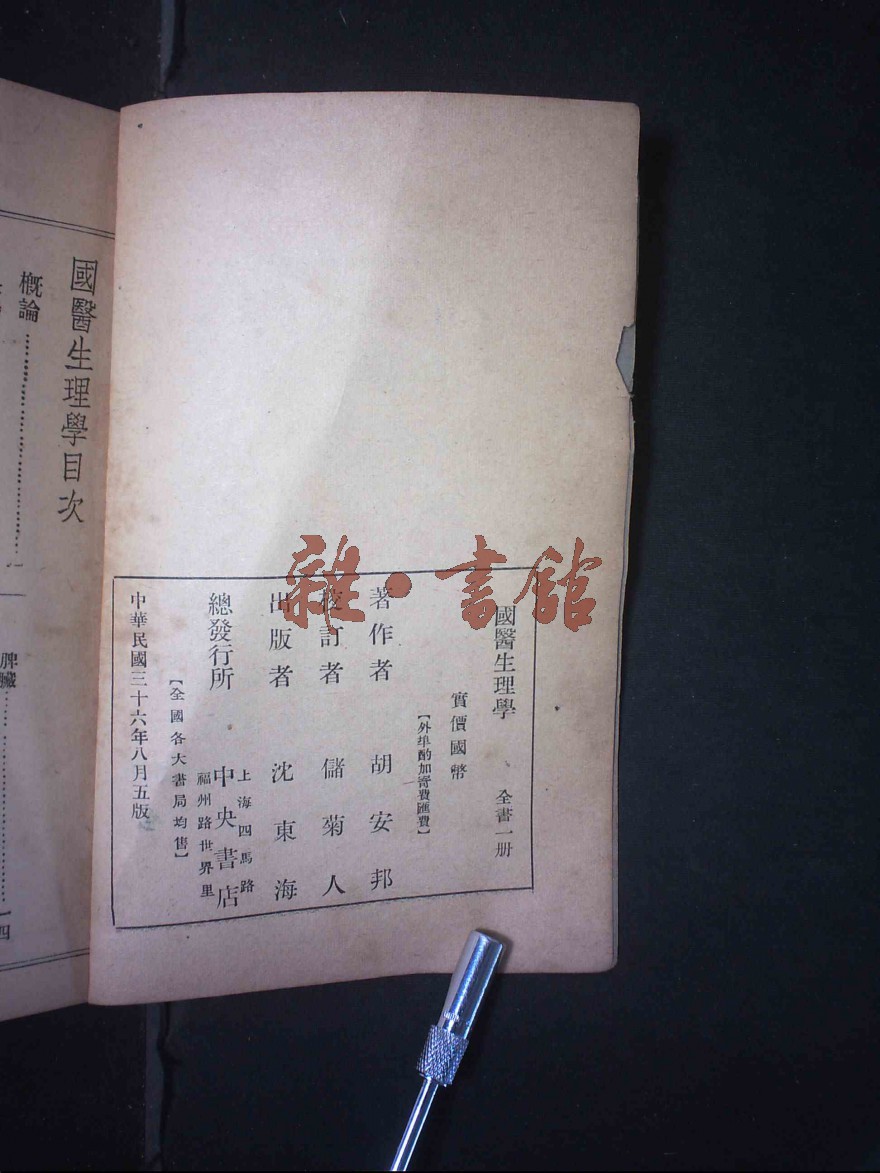 雜·書館
國醫生理學 全書一册
實價國幣
【外埠酌加寄費匯費】
著作者 胡安邦
校訂者 儲菊人
出版者 沈東海
總發行所 中央書店
上海四馬路
福州路世界里
【全國各大書局均售】
中華民國三十六年八月五版
國醫生理學目次
概論
脾臟
四